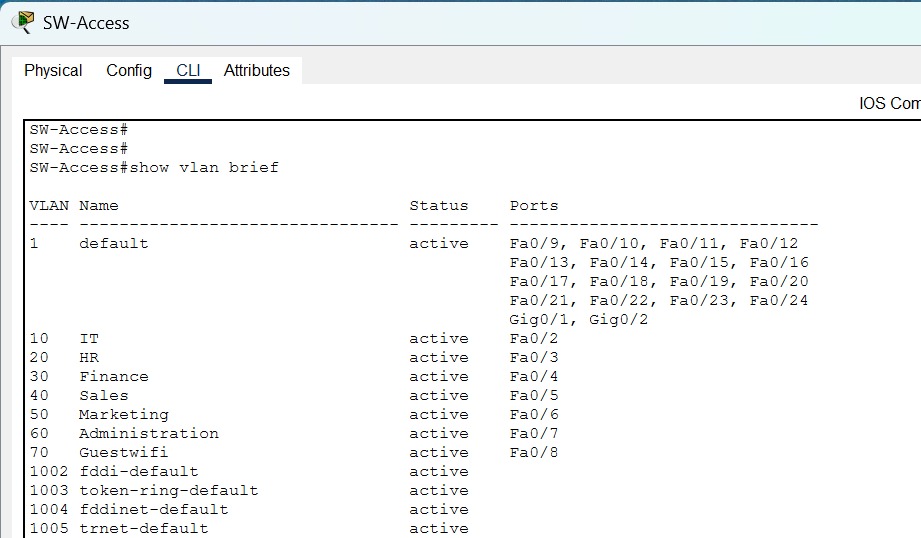 SW-Access
Physical Config CLI Attributes
IOS Com
SW-Access#
SW-Access#
SW-Access#show vlan brief
VLAN Name                             Status    Ports
---- -------------------------------- --------- -------------------------------
1    default                          active    Fa0/9, Fa0/10, Fa0/11, Fa0/12
                                                Fa0/13, Fa0/14, Fa0/15, Fa0/16
                                                Fa0/17, Fa0/18, Fa0/19, Fa0/20
                                                Fa0/21, Fa0/22, Fa0/23, Fa0/24
                                                Gig0/1, Gig0/2
10   IT                               active    Fa0/2
20   HR                               active    Fa0/3
30   Finance                          active    Fa0/4
40   Sales                            active    Fa0/5
50   Marketing                        active    Fa0/6
60   Administration                   active    Fa0/7
70   Guestwifi                        active    Fa0/8
1002 fddi-default                     active
1003 token-ring-default               active
1004 fddinet-default                  active
1005 trnet-default                    active